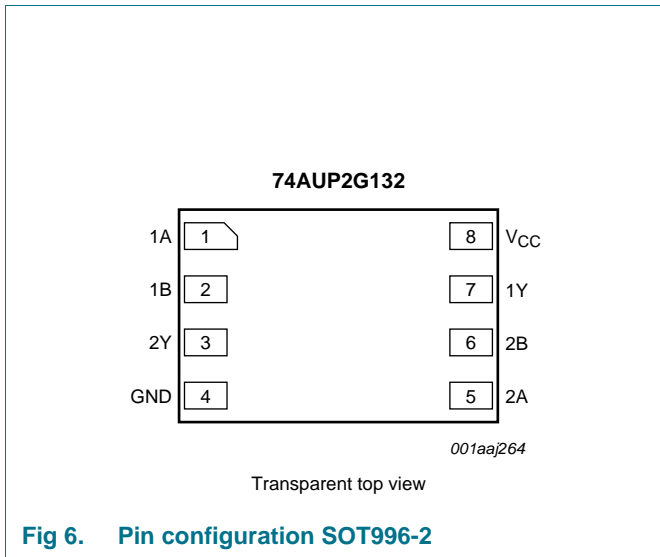 74AUP2G132
1A 1 8 VCC
1B 2 7 1Y
2Y 3 6 2B
GND 4 5 2A
001aaj264
Transparent top view
Fig 6. Pin configuration SOT996-2